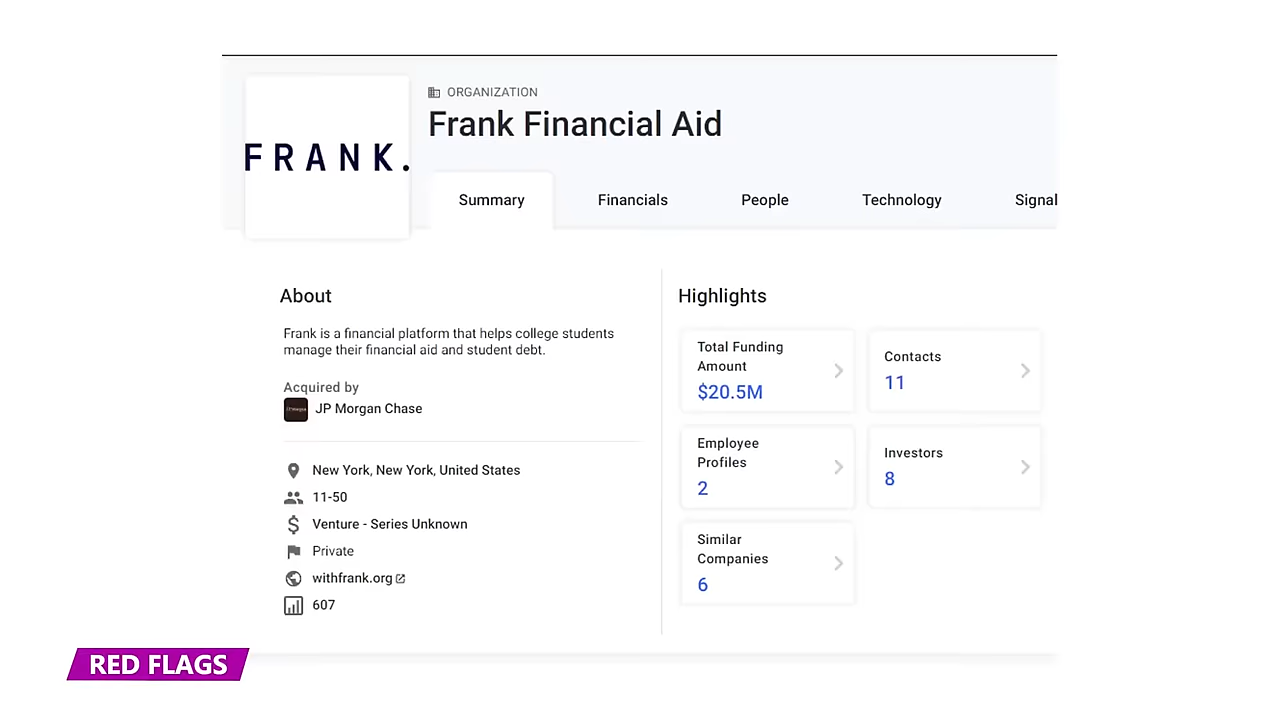 ORGANIZATION
Frank Financial Aid
FRANK.
Summary
Financials
People
Technology
Signal
About
Frank is a financial platform that helps college students
manage their financial aid and student debt.
Acquired by
JP Morgan Chase
New York, New York, United States
11-50
Venture - Series Unknown
Private
withfrank.org
607
Highlights
Total Funding
Amount
$20.5M
Contacts
11
Employee
Profiles
2
Investors
8
Similar
Companies
6
RED FLAGS